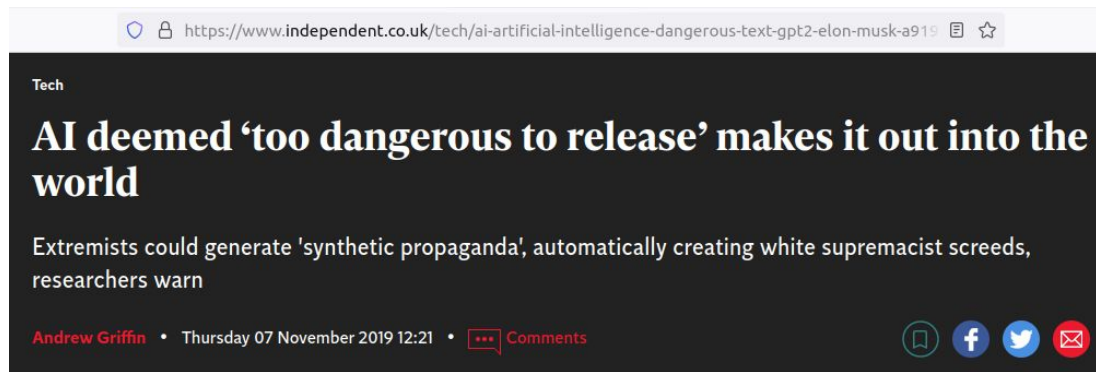 https://www.independent.co.uk/tech/ai-artificial-intelligence-dangerous-text-gpt2-elon-musk-a919
Tech
AI deemed ‘too dangerous to release’ makes it out into the
world
Extremists could generate 'synthetic propaganda', automatically creating white supremacist screeds,
researchers warn
Andrew Griffin • Thursday 07 November 2019 12:21 • Comments